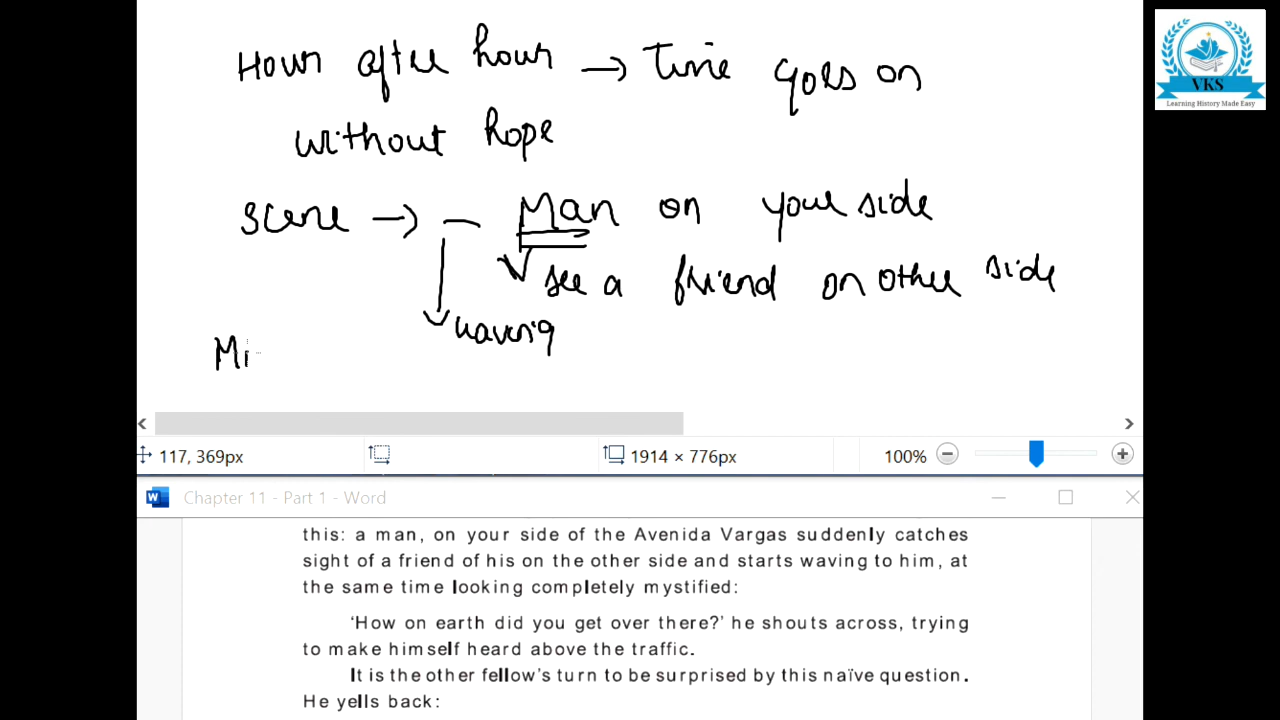 Hour after hour → Time goes on
without hope
VKS
Learning History Made Easy
Scene → – Man on your side
see a friend on other side
waving
Mi
117, 369px
1914 × 776px
100%
Chapter 11 - Part 1 - Word
this: a man, on your side of the Avenida Vargas suddenly catches
sight of a friend of his on the other side and starts waving to him, at
the same time looking completely mystified:
‘How on earth did you get over there?’ he shouts across, trying
to make himself heard above the traffic.
It is the other fellow’s turn to be surprised by this naïve question.
He yells back: